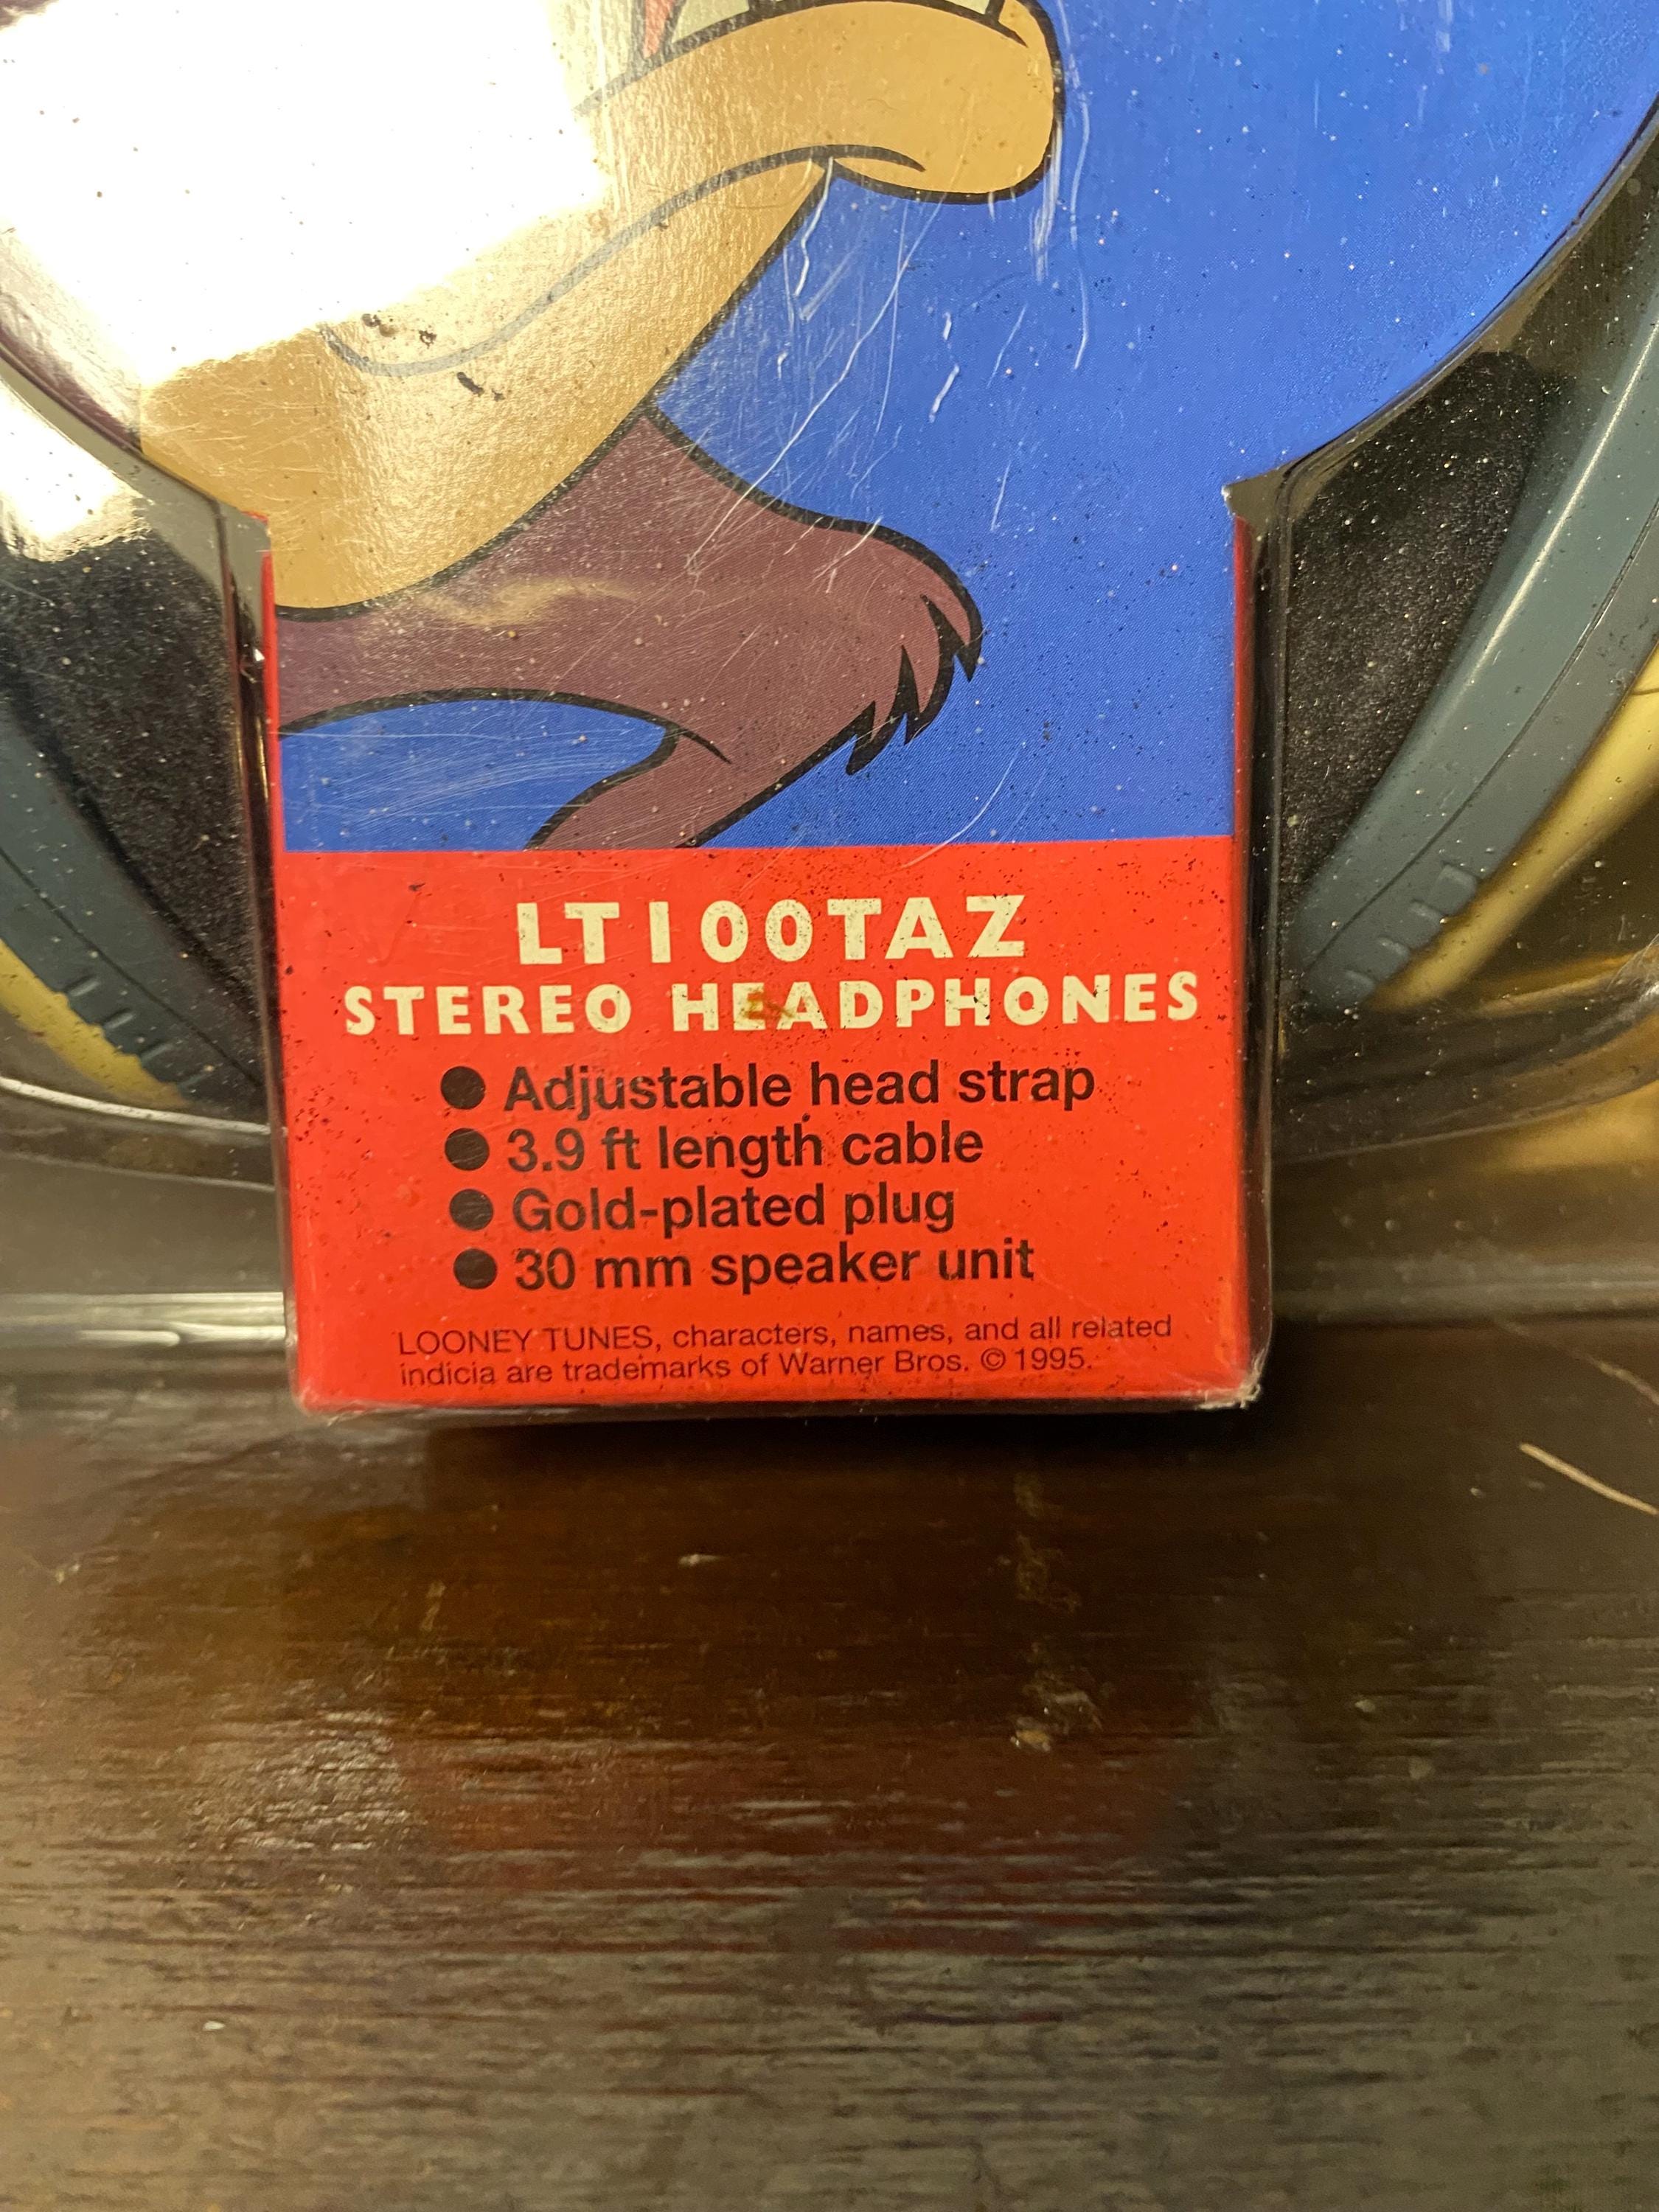 LT100TAZ
STEREO HEADPHONES
● Adjustable head strap
● 3.9 ft length cable
● Gold-plated plug
● 30 mm speaker unit
LOONEY TUNES, characters, names, and all related
indicia are trademarks of Warner Bros. © 1995.